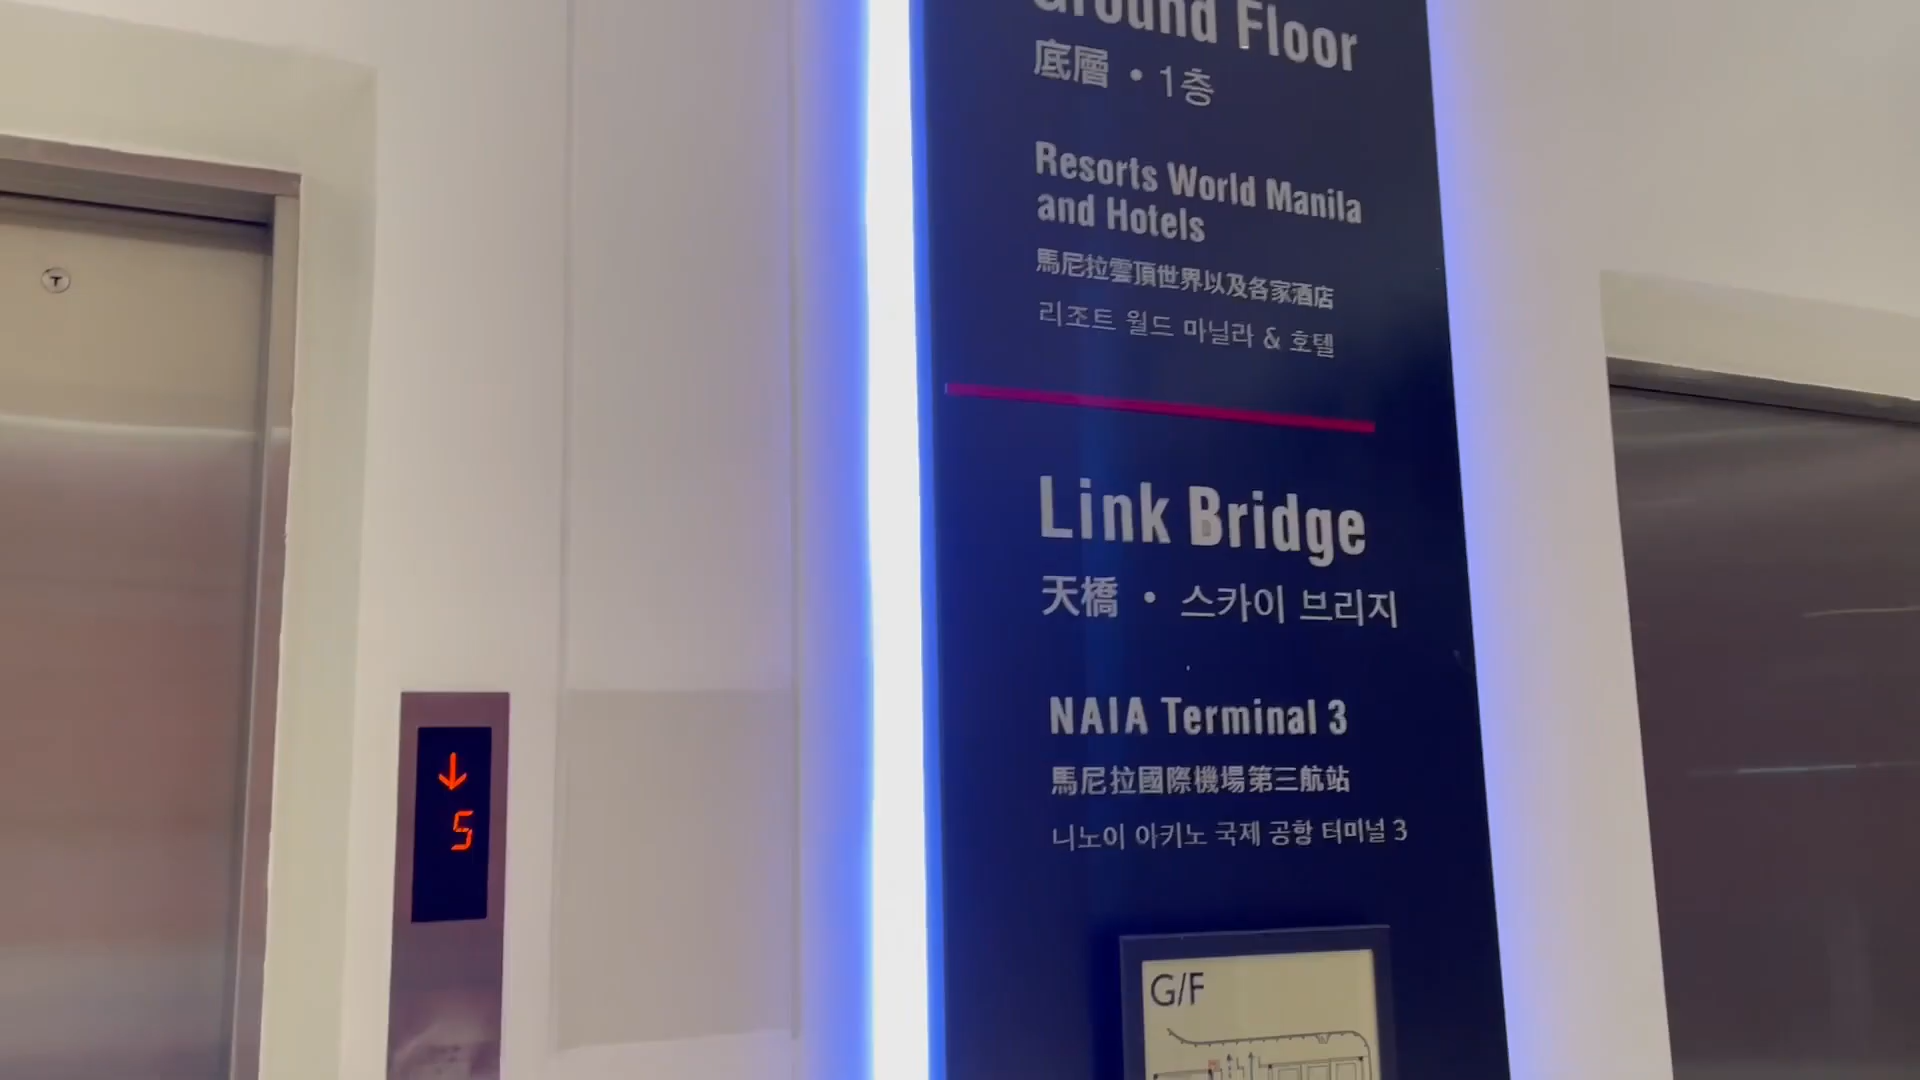 Ground Floor
底層 • 1층
Resorts World Manila
and Hotels
馬尼拉雲頂世界以及各家酒店
리조트 월드 마닐라 & 호텔
Link Bridge
天橋 • 스카이 브리지
NAIA Terminal 3
馬尼拉國際機場第三航站
니노이 아키노 국제 공항 터미널 3
G/F
T
5